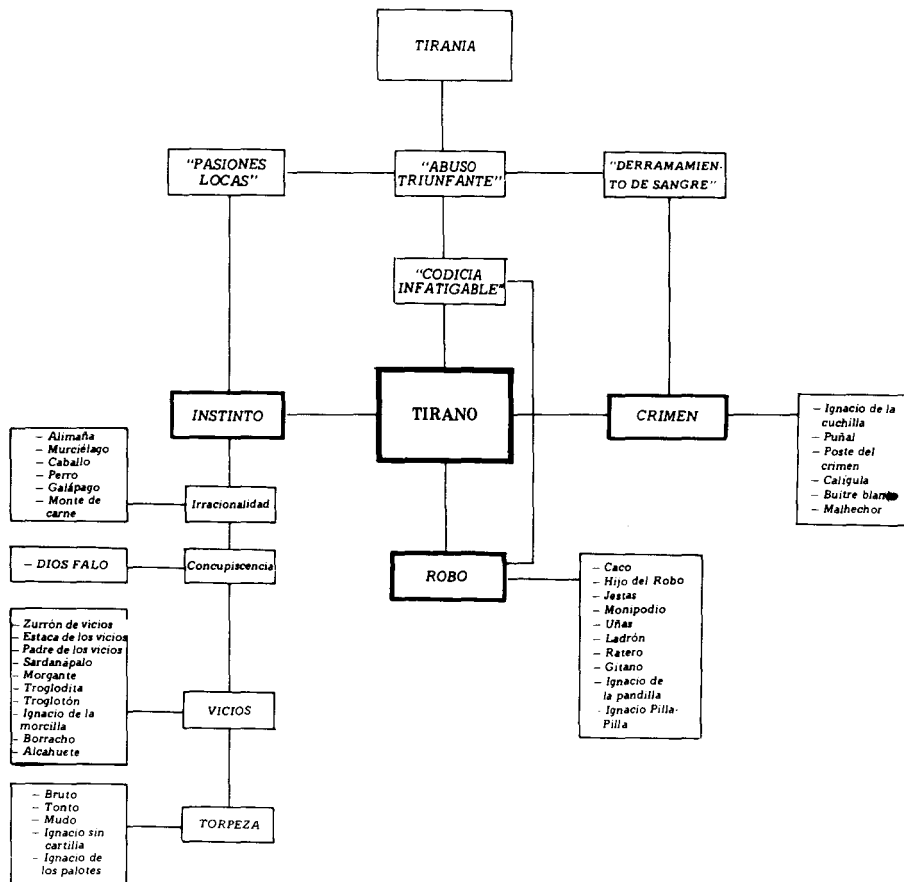 TIRANIA
"PASIONES
LOCAS"
"ABUSO
TRIUNFANTE"
"DERRAMAMIEN-
TO DE SANGRE"
"CODICIA
INFATIGABLE"
INSTINTO
TIRANO
CRIMEN
– Ignacio de la
cuchilla
– Puñal
– Poste del
crimen
– Calígula
– Buitre
– Malhechor
– Alimaña
– Murciélago
– Caballo
– Perro
– Galápago
– Monte de
carne
Irracionalidad
– DIOS FALO
Concupiscencia
ROBO
– Caco
– Hijo del Robo
– Jestas
– Monipodio
– Uñas
– Ladrón
– Ratero
– Gitano
– Ignacio de
la pandilla
- Ignacio Pilla-
Pilla
– Zurrón de vicios
– Estaca de los vicios
– Padre de los vicios
– Sardanápalo
– Morgante
– Troglodita
– Troglotón
– Ignacio de la
morcilla
– Borracho
– Alcahuete
VICIOS
– Bruto
– Tonto
– Mudo
– Ignacio sin
cartilla
– Ignacio de
los palotes
TORPEZA